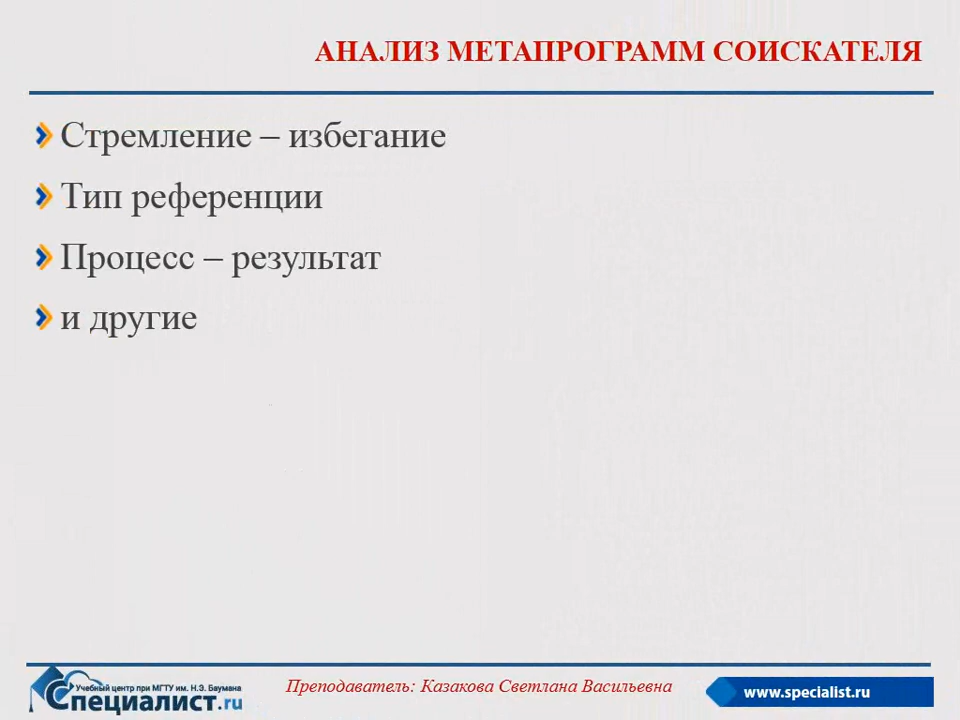 АНАЛИЗ МЕТАПРОГРАММ СОИСКАТЕЛЯ
Стремление – избегание
Тип референции
Процесс – результат
и другие
Учебный центр при МГТУ им. Н.Э. Баумана
Специалист.ru
Преподаватель: Казакова Светлана Васильевна
www.specialist.ru